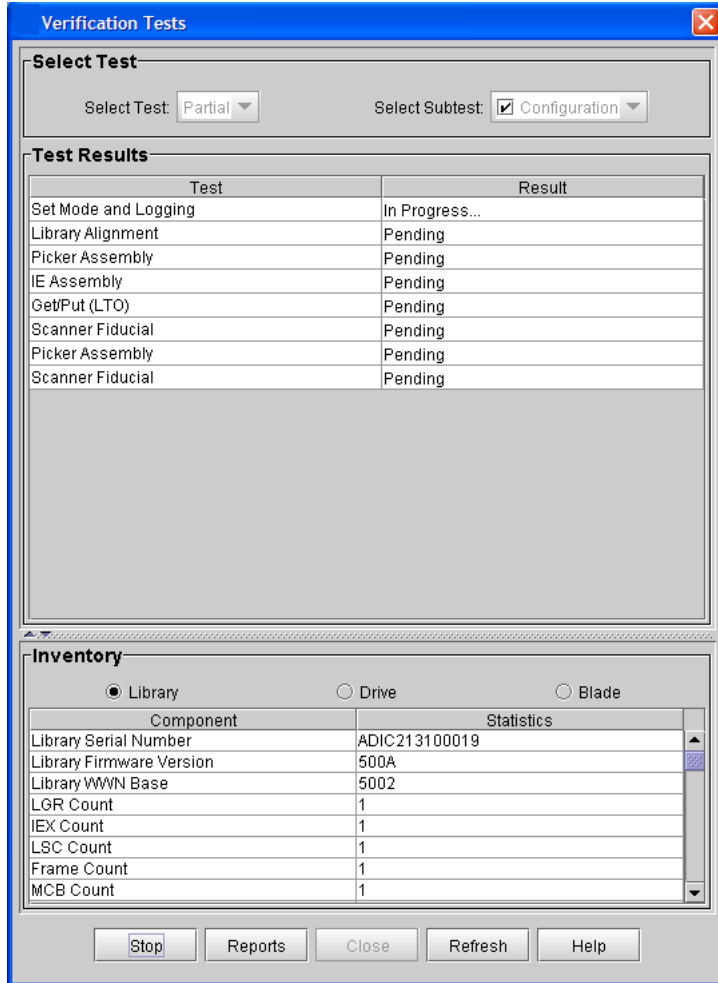 Verification Tests
Select Test
Select Test: Partial Select Subtest: Configuration
Test Results
Test Result
Set Mode and Logging In Progress...
Library Alignment Pending
Picker Assembly Pending
IE Assembly Pending
Get/Put (LTO) Pending
Scanner Fiducial Pending
Picker Assembly Pending
Scanner Fiducial Pending
Inventory
Library Drive Blade
Component Statistics
Library Serial Number ADIC213100019
Library Firmware Version 500A
Library WWN Base 5002
LGR Count 1
IEX Count 1
LSC Count 1
Frame Count 1
MCB Count 1
Stop Reports Close Refresh Help